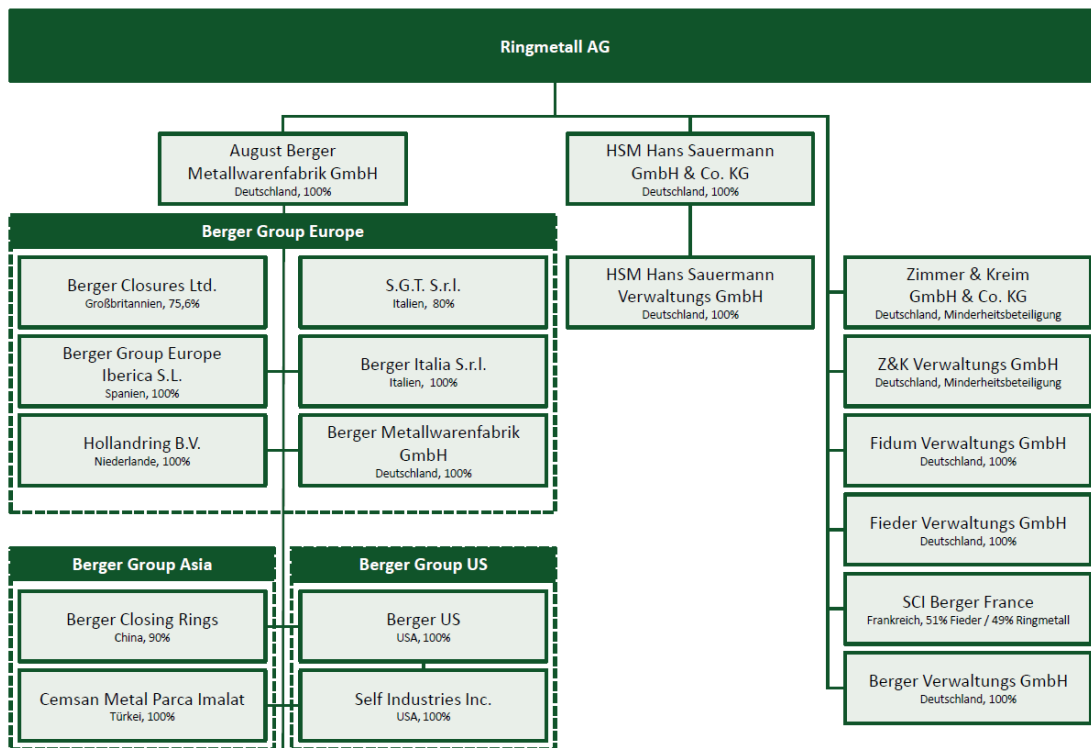 Ringmetall AG
August Berger
Metallwarenfabrik GmbH
Deutschland, 100%
HSM Hans Sauermann
GmbH & Co. KG
Deutschland, 100%
Berger Group Europe
Berger Closures Ltd.
Großbritannien, 75,6%
S.G.T. S.r.l.
Italien, 80%
Berger Group Europe
Iberica S.L.
Spanien, 100%
Berger Italia S.r.l.
Italien, 100%
Hollandring B.V.
Niederlande, 100%
Berger Metallwarenfabrik
GmbH
Deutschland, 100%
HSM Hans Sauermann
Verwaltungs GmbH
Deutschland, 100%
Zimmer & Kreim
GmbH & Co. KG
Deutschland, Minderheitsbeteiligung
Z&K Verwaltungs GmbH
Deutschland, Minderheitsbeteiligung
Fidum Verwaltungs GmbH
Deutschland, 100%
Fieder Verwaltungs GmbH
Deutschland, 100%
SCI Berger France
Frankreich, 51% Fieder / 49% Ringmetall
Berger Verwaltungs GmbH
Deutschland, 100%
Berger Group Asia
Berger Closing Rings
China, 90%
Cemsan Metal Parca Imalat
Türkei, 100%
Berger Group US
Berger US
USA, 100%
Self Industries Inc.
USA, 100%